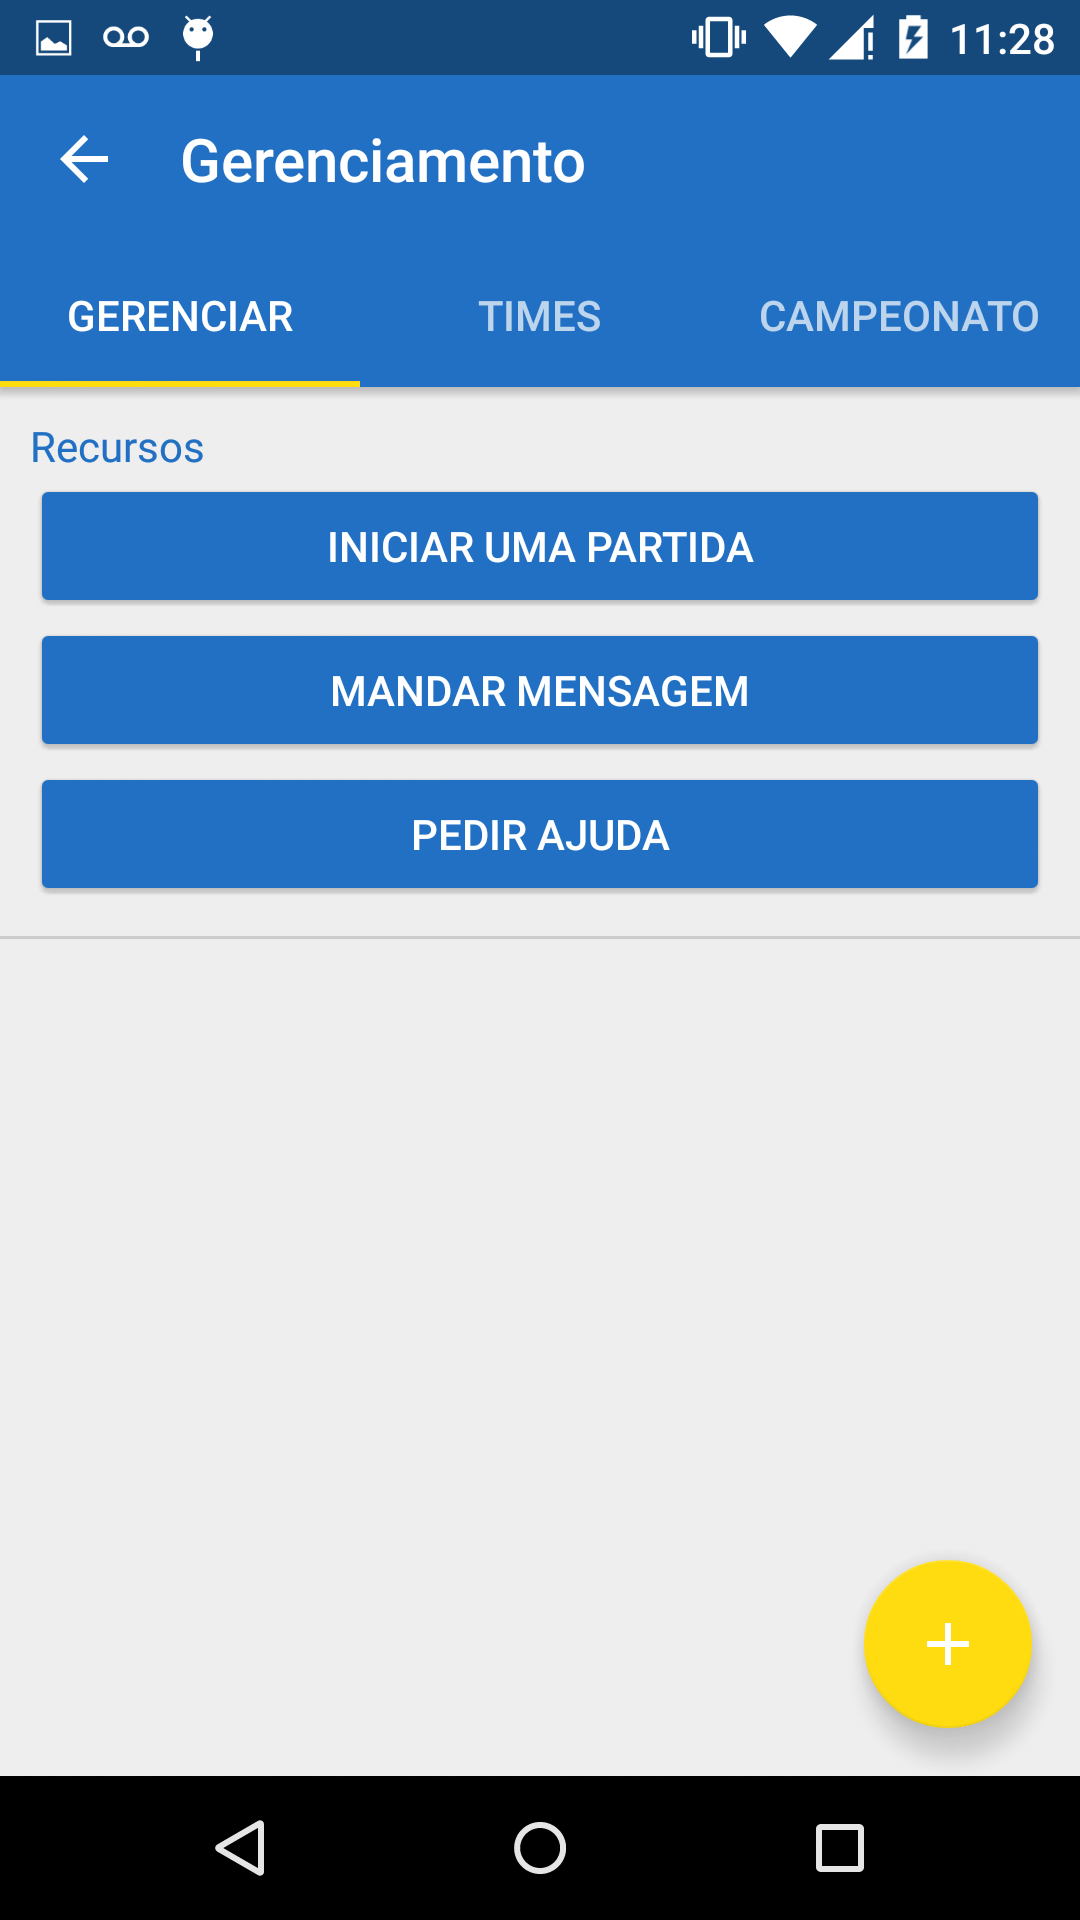 11:28
Gerenciamento
GERENCIAR TIMES CAMPEONATO
Recursos
INICIAR UMA PARTIDA
MANDAR MENSAGEM
PEDIR AJUDA